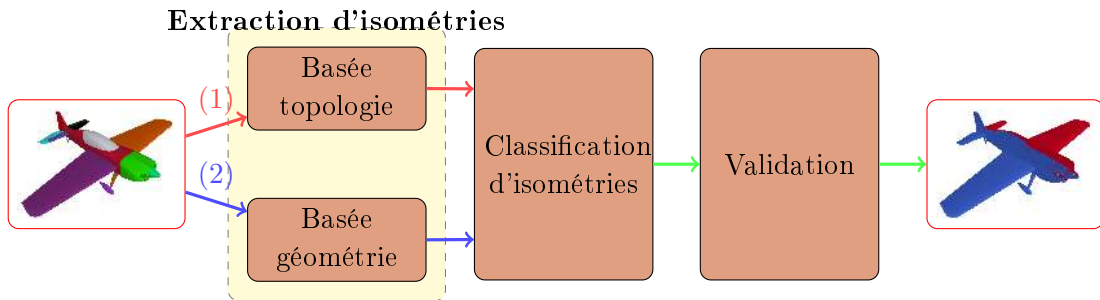 Extraction d'isométries
(1)
Basée
topologie
(2)
Basée
géométrie
Classification
d'isométries
Validation